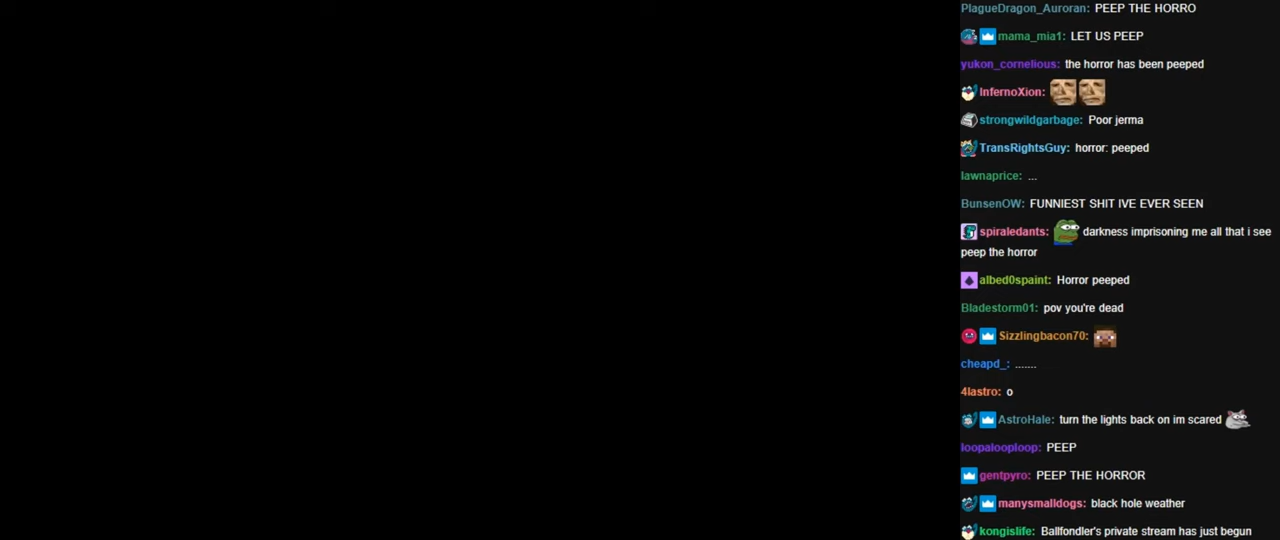 PlagueDragon_Auroran: PEEP THE HORRO
mama_mia1: LET US PEEP
yukon_cornelious: the horror has been peeped
InfernoXion:
strongwildgarbage: Poor jerma
TransRightsGuy: horror: peeped
lawnaprice: ...
BunsenOW: FUNNIEST SHIT IVE EVER SEEN
spiraledants: darkness imprisoning me all that i see
peep the horror
albed0spaint: Horror peeped
Bladestorm01: pov you're dead
Sizzlingbacon70:
cheapd_: .......
4lastro: o
AstroHale: turn the lights back on im scared
loopalooploop: PEEP
gentpyro: PEEP THE HORROR
manysmalldogs: black hole weather
kongislife: Ballfondler's private stream has just begun